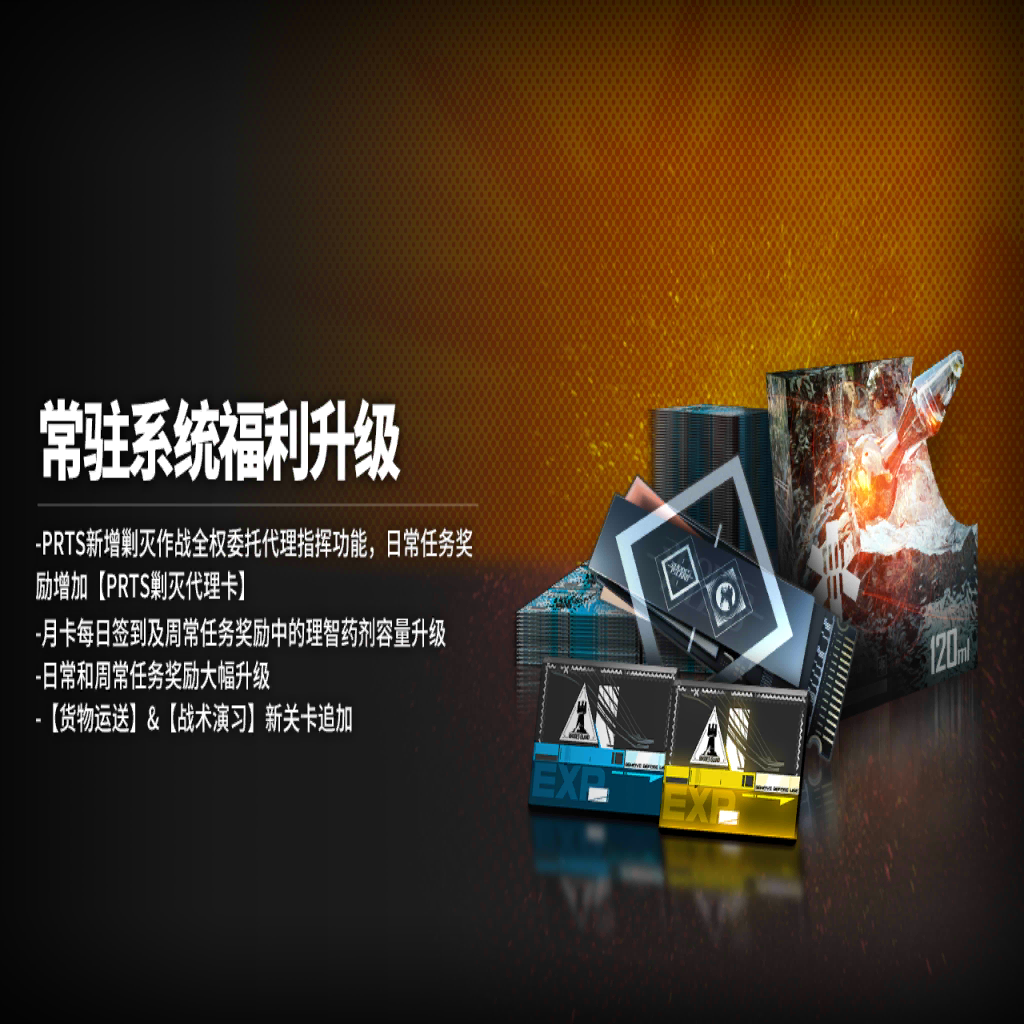 常驻系统福利升级
-PRTS新增剿灭作战全权委托代理指挥功能，日常任务奖
励增加【PRTS剿灭代理卡】
-月卡每日签到及周常任务奖励中的理智药剂容量升级
-日常和周常任务奖励大幅升级
-【货物运送】&【战术演习】新关卡追加
120ml
EXP
EXP